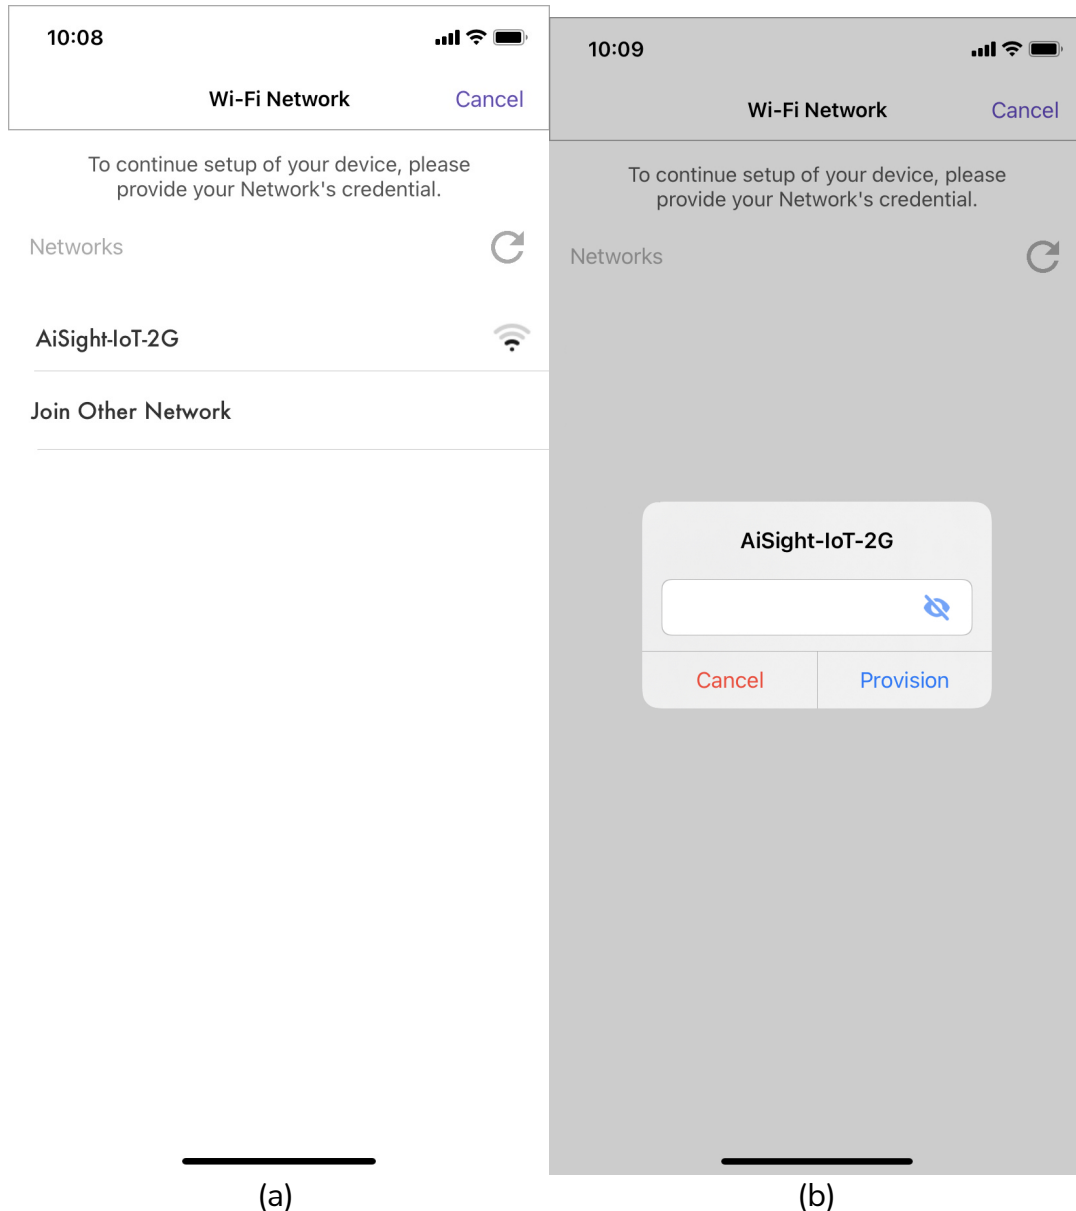 10:08
Wi-Fi Network
Cancel
To continue setup of your device, please
provide your Network's credential.
Networks
AiSight-IoT-2G
Join Other Network
(a)
10:09
Wi-Fi Network
Cancel
To continue setup of your device, please
provide your Network's credential.
Networks
AiSight-IoT-2G
Cancel
Provision
(b)